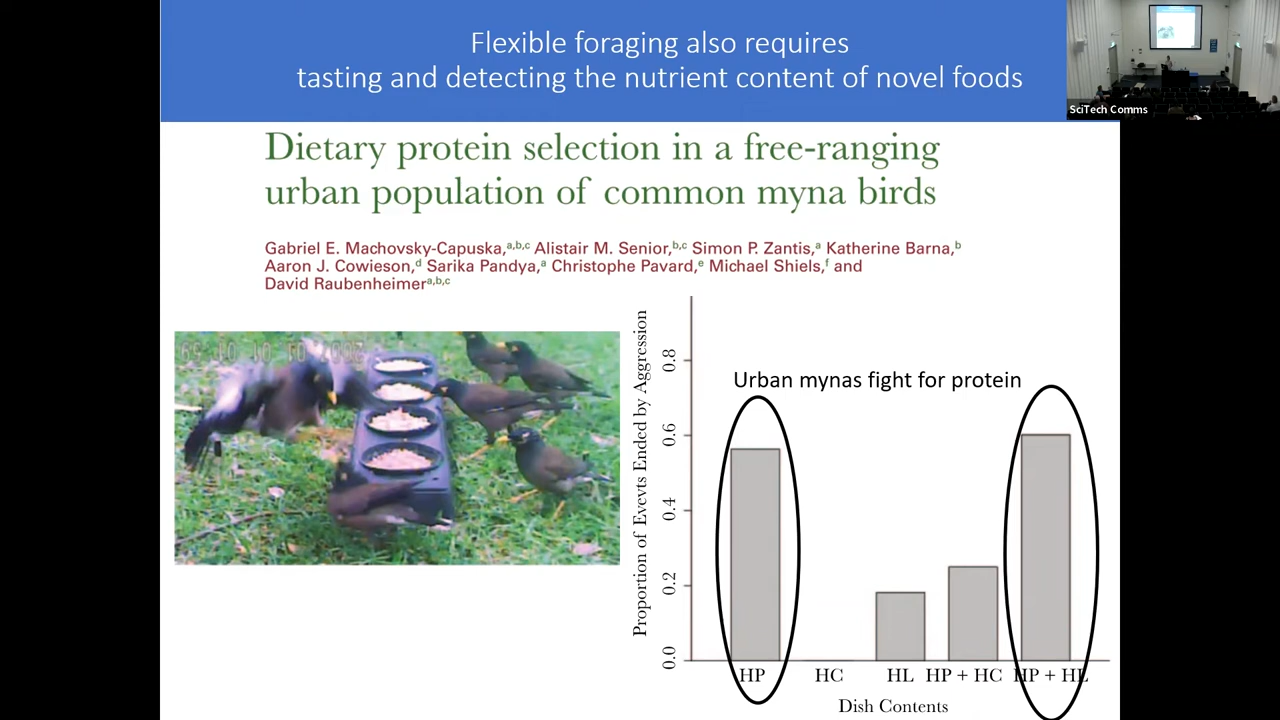 Flexible foraging also requires
tasting and detecting the nutrient content of novel foods
SciTech Comms
Dietary protein selection in a free-ranging
urban population of common myna birds
Gabriel E. Machovsky-Capuska,a,b,c Alistair M. Senior,b,c Simon P. Zantis,a Katherine Barna,b
Aaron J. Cowieson,d Sarika Pandya,a Christophe Pavard,e Michael Shiels,f and
David Raubenheimera,b,c
Urban mynas fight for protein
Proportion of Evcvts Ended by Aggression
0.8
0.6
0.4
0.2
0.0
HP HC HL HP + HC HP + HL
Dish Contents